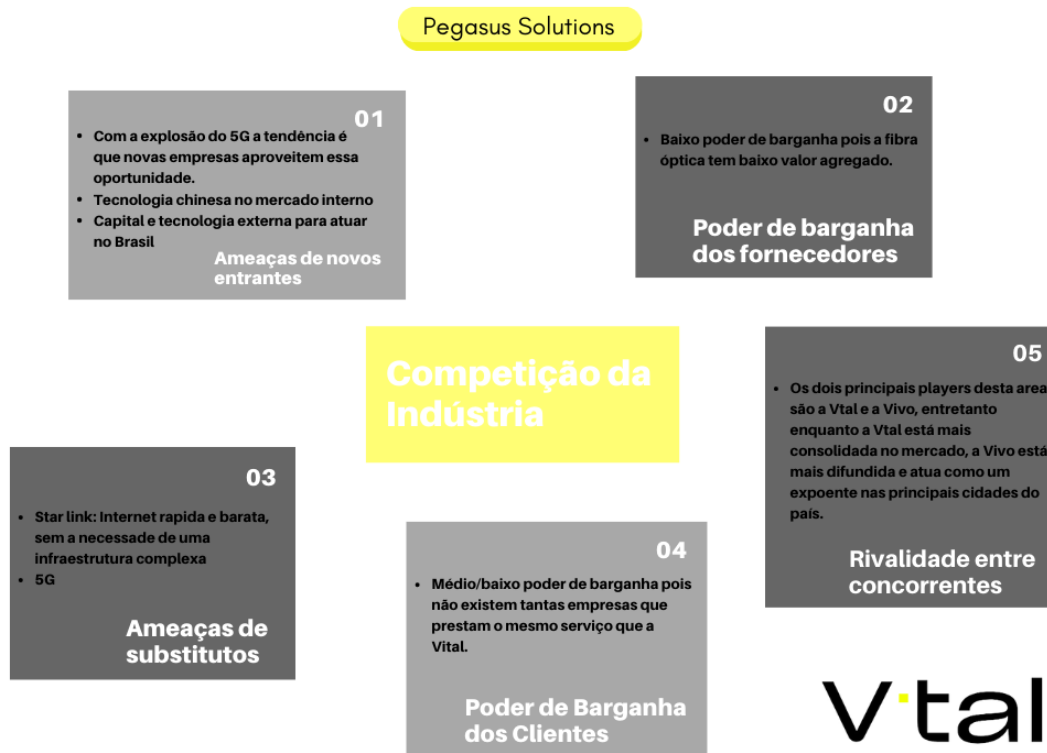 Pegasus Solutions
01
• Com a explosão do 5G a tendência é
que novas empresas aproveitem essa
oportunidade.
• Tecnologia chinesa no mercado interno
• Capital e tecnologia externa para atuar
no Brasil
Ameaças de novos
entrantes
02
• Baixo poder de barganha pois a fibra
óptica tem baixo valor agregado.
Poder de barganha
dos fornecedores
Competição da
Indústria
03
• Star link: Internet rapida e barata,
sem a necessade de uma
infraestrutura complexa
• 5G
Ameaças de
substitutos
04
• Médio/baixo poder de barganha pois
não existem tantas empresas que
prestam o mesmo serviço que a
Vital.
Poder de Barganha
dos Clientes
05
• Os dois principais players desta area
são a Vtal e a Vivo, entretanto
enquanto a Vtal está mais
consolidada no mercado, a Vivo está
mais difundida e atua como um
expoente nas principais cidades do
país.
Rivalidade entre
concorrentes
V·tal